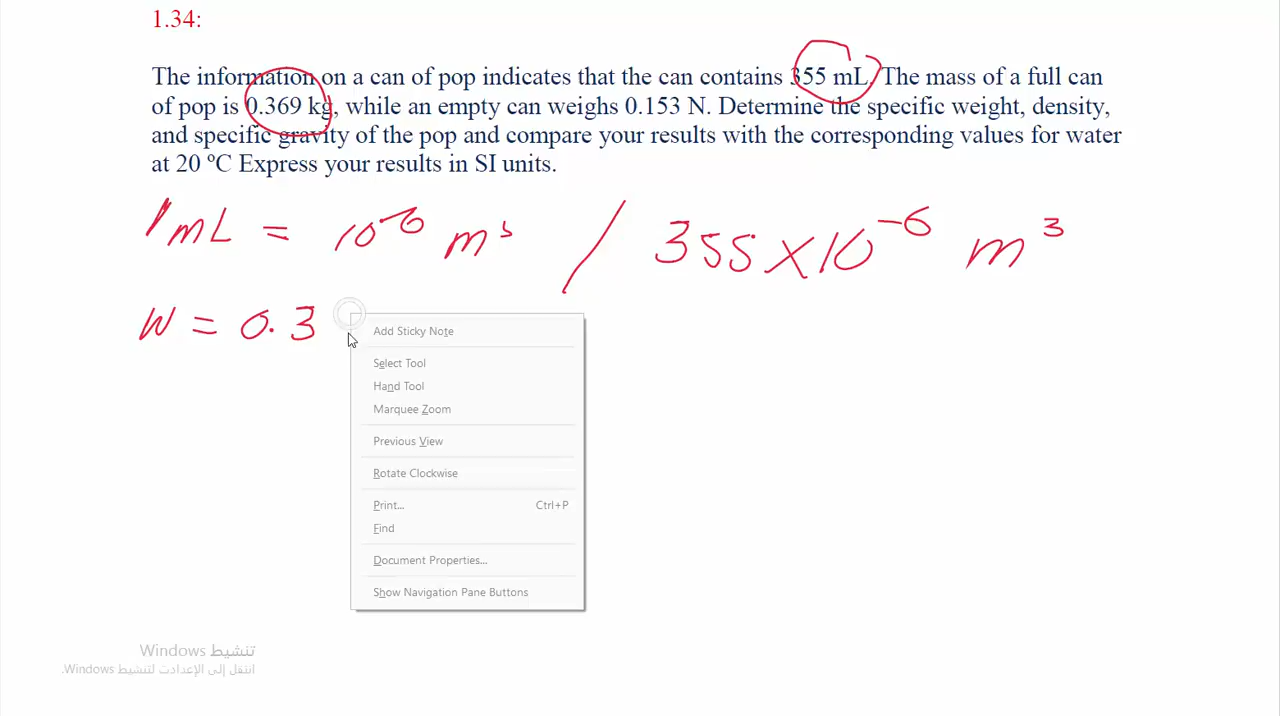 1.34:
The information on a can of pop indicates that the can contains 355 mL. The mass of a full can
of pop is 0.369 kg, while an empty can weighs 0.153 N. Determine the specific weight, density,
and specific gravity of the pop and compare your results with the corresponding values for water
at 20 ºC Express your results in SI units.
1 mL = 10⁻⁶ m³ / 355 × 10⁻⁶ m³
W = 0.3
Add Sticky Note
Select Tool
Hand Tool
Marquee Zoom
Previous View
Rotate Clockwise
Print... Ctrl+P
Find
Document Properties...
Show Navigation Pane Buttons
تنشيط Windows
انتقل إلى الإعدادت لتنشيط Windows.